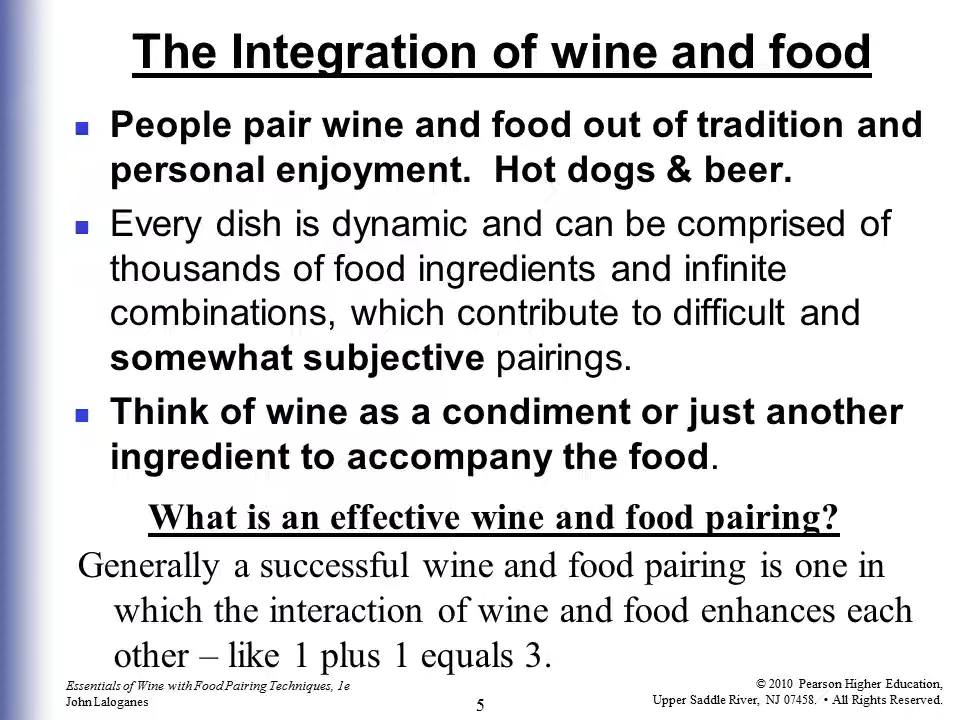 The Integration of wine and food
People pair wine and food out of tradition and
personal enjoyment.  Hot dogs & beer.
Every dish is dynamic and can be comprised of
thousands of food ingredients and infinite
combinations, which contribute to difficult and
somewhat subjective pairings.
Think of wine as a condiment or just another
ingredient to accompany the food.
What is an effective wine and food pairing?
Generally a successful wine and food pairing is one in
which the interaction of wine and food enhances each
other – like 1 plus 1 equals 3.
Essentials of Wine with Food Pairing Techniques, 1e
John Laloganes
5
© 2010 Pearson Higher Education,
Upper Saddle River, NJ 07458. • All Rights Reserved.